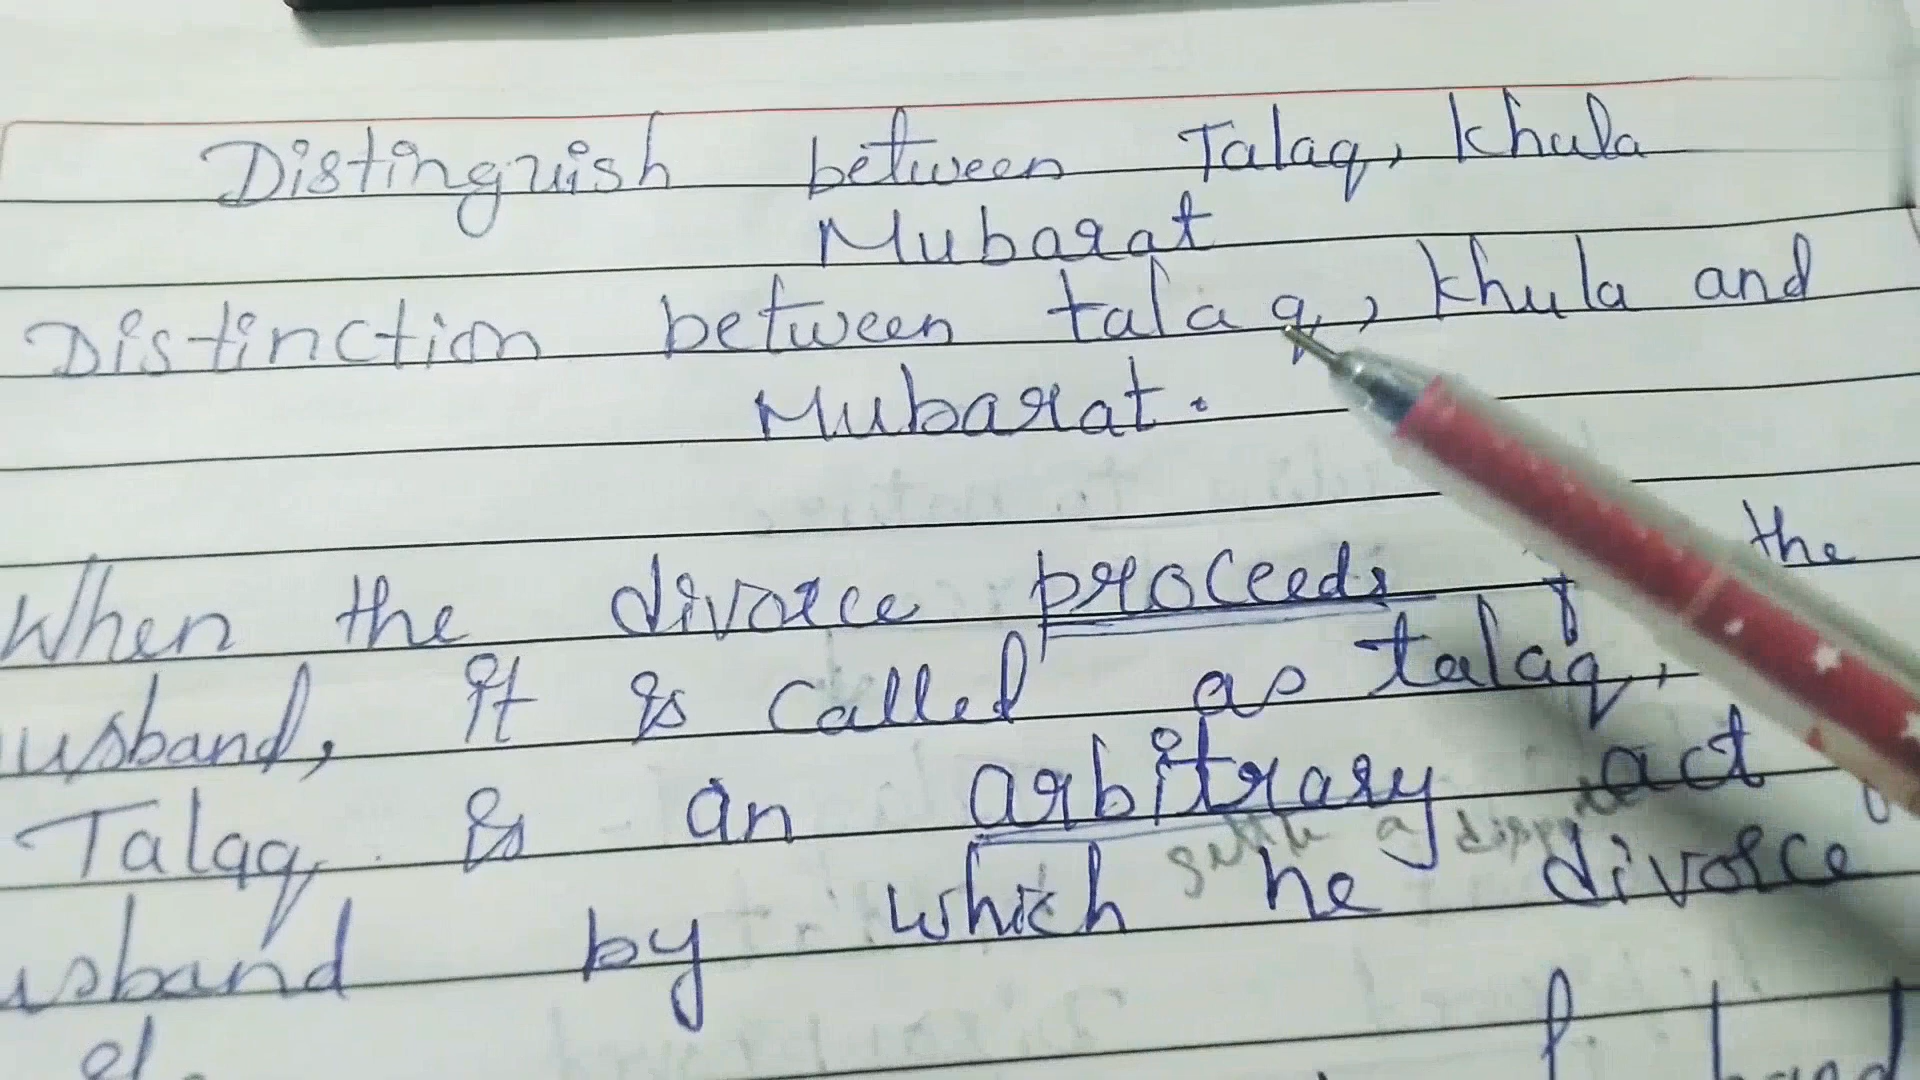 Distinguish between Talaq, Khula
Mubarat
Distinction between talaq, Khula and
Mubarat.
When the divorce proceeds the
usband, it is called as talaq,
Talaq is an arbitrary act
usband by which he divorce